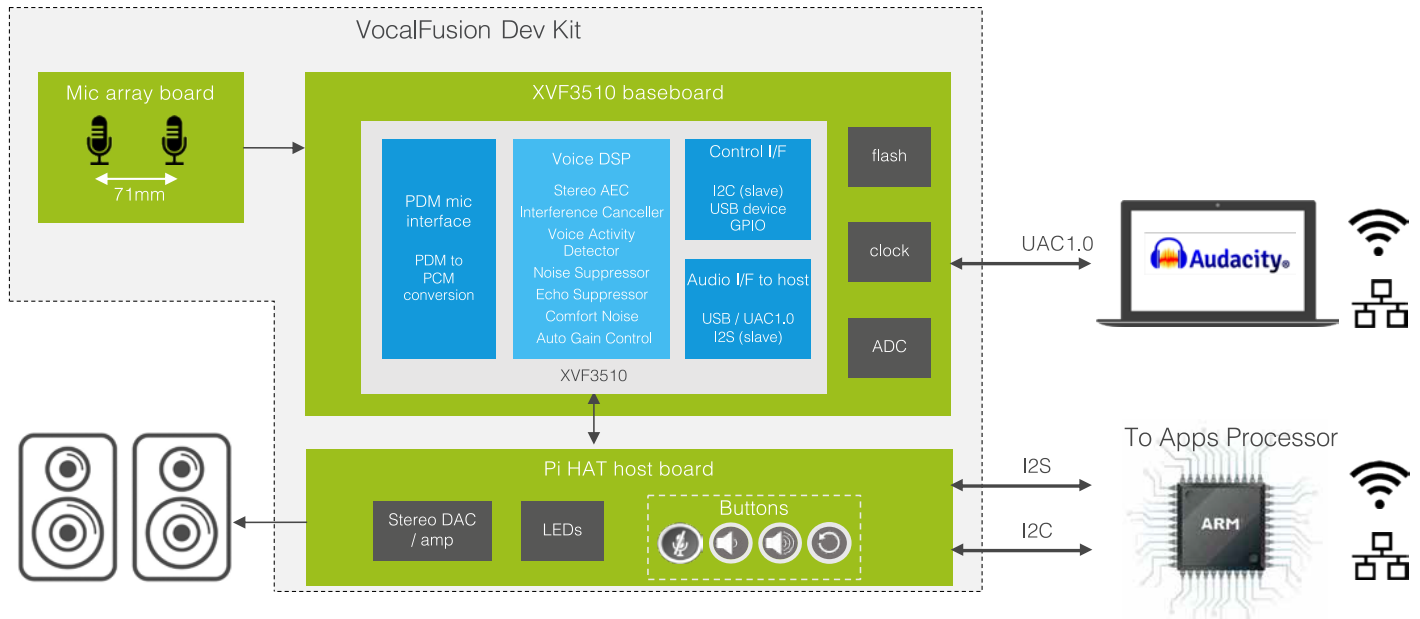 VocalFusion Dev Kit
Mic array board
71mm
XVF3510 baseboard
PDM mic
interface
PDM to
PCM
conversion
Voice DSP
Stereo AEC
Interference Canceller
Voice Activity
Detector
Noise Suppressor
Echo Suppressor
Comfort Noise
Auto Gain Control
Control I/F
I2C (slave)
USB device
GPIO
Audio I/F to host
USB / UAC1.0
I2S (slave)
XVF3510
flash
clock
ADC
UAC1.0
Audacity®
Pi HAT host board
Stereo DAC
/ amp
LEDs
Buttons
I2S
I2C
To Apps Processor
ARM